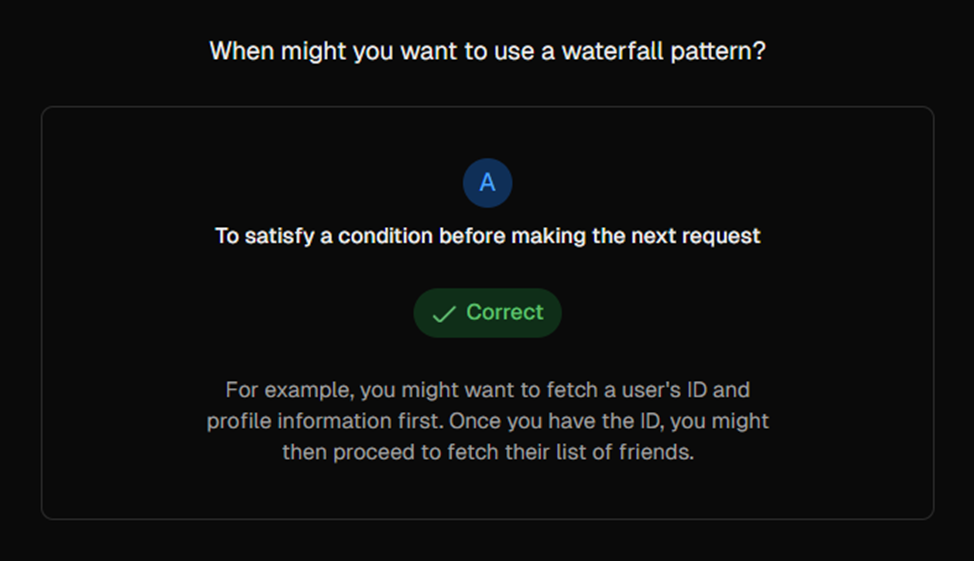 When might you want to use a waterfall pattern?
A
To satisfy a condition before making the next request
Correct
For example, you might want to fetch a user's ID and
profile information first. Once you have the ID, you might
then proceed to fetch their list of friends.